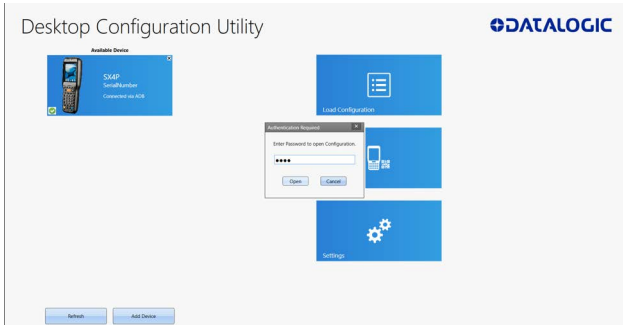 Desktop Configuration Utility
DATALOGIC
Available Device
SX4P
SerialNumber
Connected via ADB
Load Configuration
Authentication Required
Enter Password to open Configuration.
Open
Cancel
Settings
Refresh
Add Device